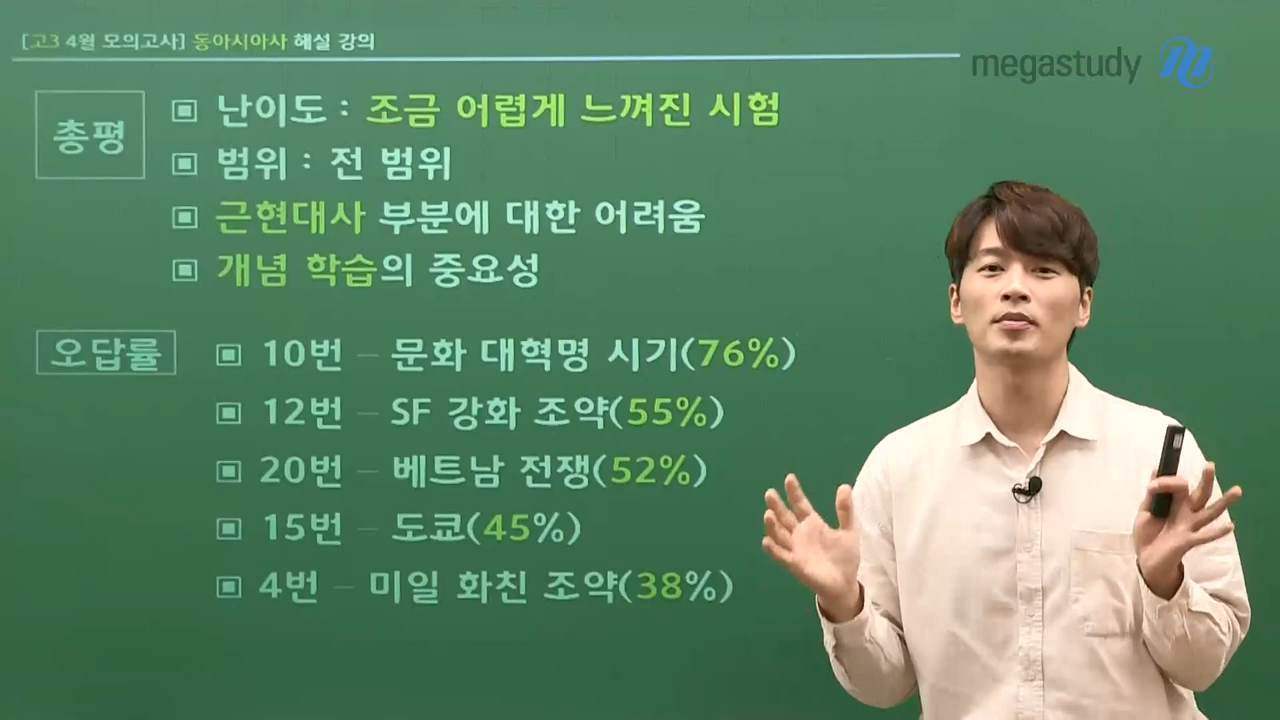 [고3 4월 모의고사] 동아시아사 해설 강의
megastudy
총평
▣ 난이도 : 조금 어렵게 느껴진 시험
▣ 범위 : 전 범위
▣ 근현대사 부분에 대한 어려움
▣ 개념 학습의 중요성
오답률
▣ 10번 – 문화 대혁명 시기(76%)
▣ 12번 – SF 강화 조약(55%)
▣ 20번 – 베트남 전쟁(52%)
▣ 15번 – 도쿄(45%)
▣ 4번 – 미일 화친 조약(38%)